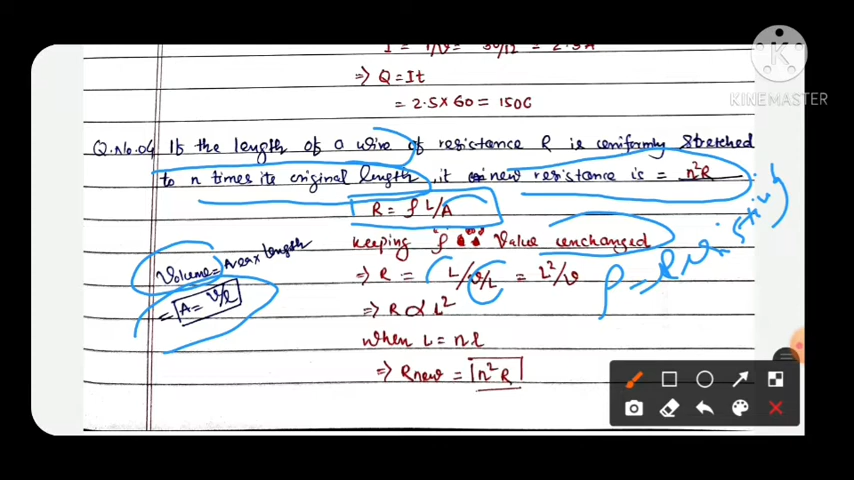 ⇒ Q = It
= 2.5 x 60 = 150C
KINEMASTER
Q.No.04 If the length of a wire of resistance R is uniformly stretched
to n times its original length, it new resistance is = n²R
R = ρ L/A
keeping ρ Value unchanged
Volume = Area x length
= A = v/l
⇒ R = L/v/L = L²/v
ρ =
⇒ R ∝ L²
when L = nl
⇒ Rnew = n²R